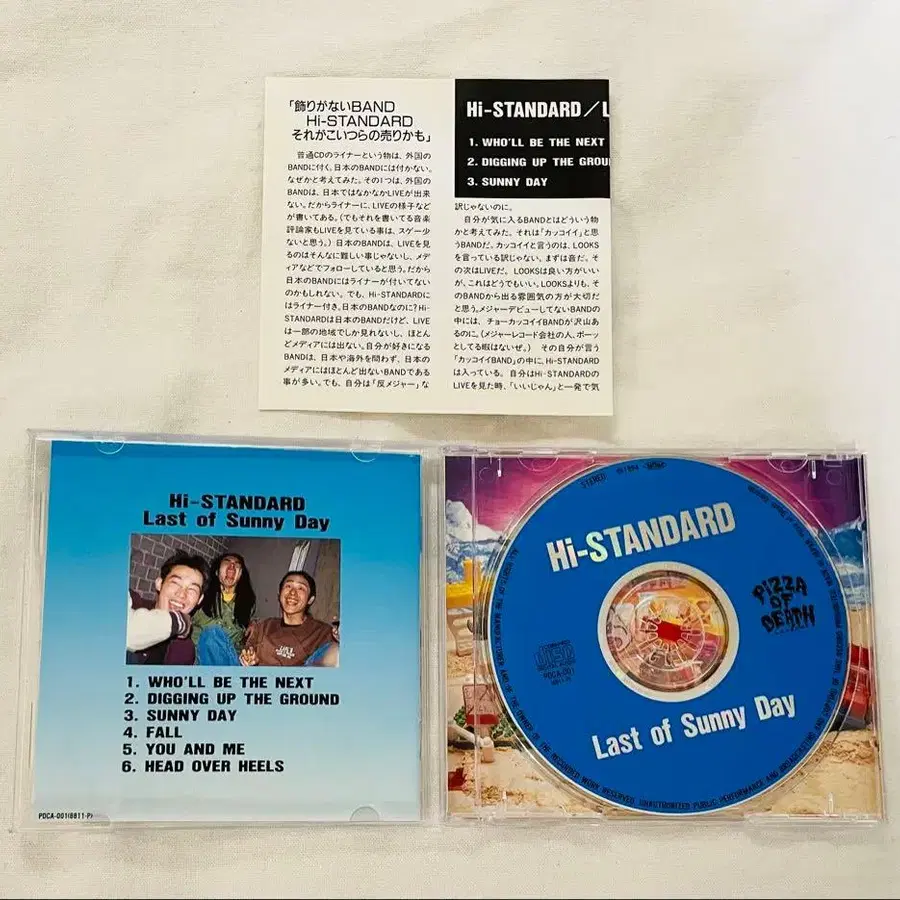 「飾りがないBAND
Hi-STANDARD
それがこいつらの売りかも」
普通CDのライナーという物は、外国の
BANDに付く。日本のBANDには付かない。
なぜかと考えてみた。その1つは、外国の
BANDは、日本ではなかなかLIVEが出来
ない。だからライナーに、LIVEの様子など
が書いてある。(でもそれを書いてる音楽
評論家もLIVEを見ている事は、スゲー少
ないと思う。)日本のBANDは、LIVEを見
るのはそんなに難しい事じゃないし、メデ
ィアなどでフォローしていると思う。だから
日本のBANDにはライナーが付いてない
のかもしれない。でも、Hi-STANDARDに
はライナー付き。日本のBANDなのに?Hi-
STANDARDは日本のBANDだけど、LIVE
は一部の地域でしか見れないし、ほとん
どメディアには出ない。自分が好きになる
BANDは、日本や海外を問わず、日本の
メディアにはほとんど出ないBANDである
事が多い。でも、自分は「反メジャー」な
Hi-STANDARD/L
1. WHO'LL BE THE NEXT
2. DIGGING UP THE GROU
3. SUNNY DAY
訳じゃないのに。
自分が気に入るBANDとはどういう物
かと考えてみた。それは「カッコイイ」と思
うBANDだ。カッコイイと言うのは、LOOKS
を言っている訳じゃない。まずは音だ。そ
の次はLIVEだ。LOOKSは良い方がいい
が、これはどうでもいい。LOOKSよりも、そ
のBANDから出る雰囲気の方が大切だ
と思う。メジャーデビューしてないBANDの
中には、チョーカッコイイBANDが沢山あ
るのに。(メジャーレコード会社の人、ボーッ
としてる暇はないぜ。) その自分が言う
「カッコイイBAND」の中に、Hi-STANDARD
は入っている。自分はHi-STANDARDの
LIVEを見た時、「いいじゃん」と一発で気
Hi-STANDARD
Last of Sunny Day
1. WHO'LL BE THE NEXT
2. DIGGING UP THE GROUND
3. SUNNY DAY
4. FALL
5. YOU AND ME
6. HEAD OVER HEELS
PDCA-001(8811-P)
STEREO
Hi-STANDARD
PIZZA
OF
DEATH
PDCA-001
Last of Sunny Day